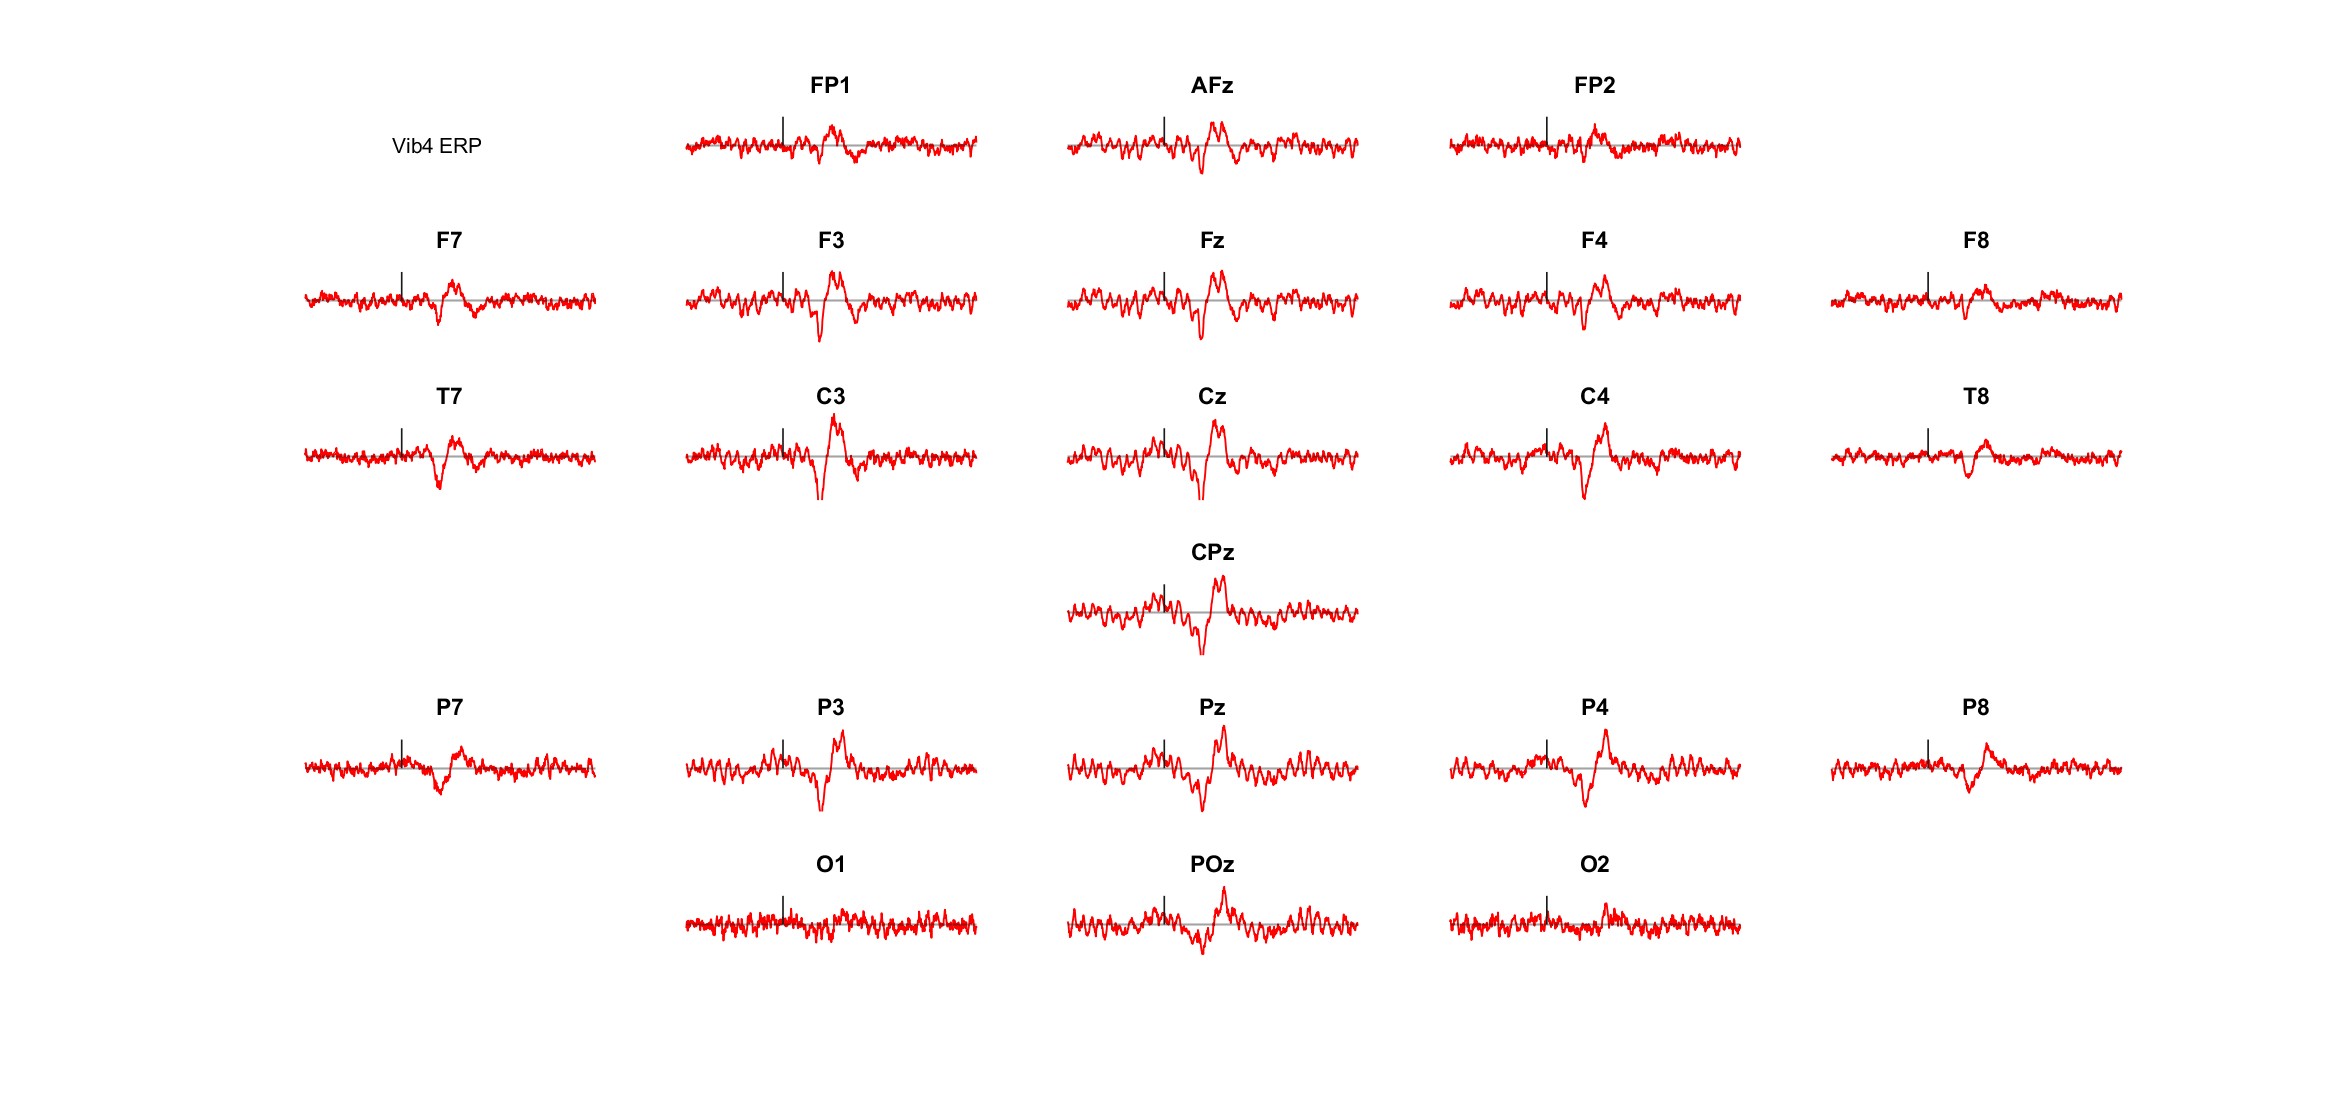 FP1 AFz FP2
Vib4 ERP
F7 F3 Fz F4 F8
T7 C3 Cz C4 T8
CPz
P7 P3 Pz P4 P8
O1 POz O2